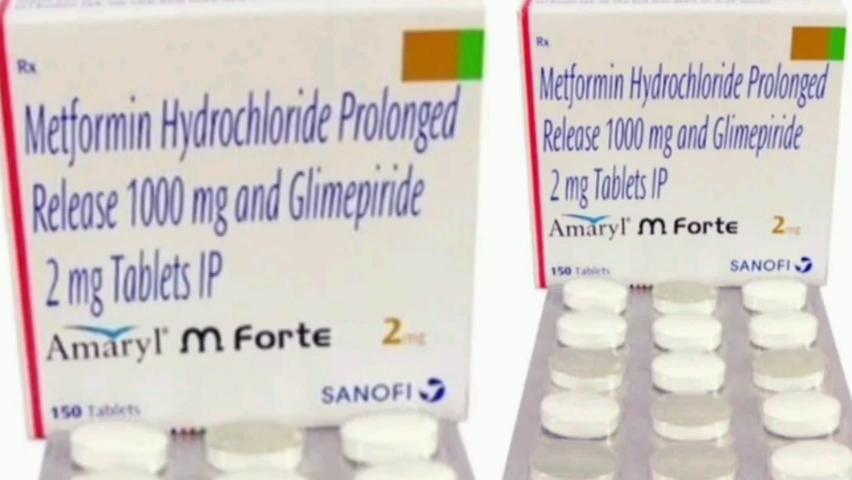 Rx
Metformin Hydrochloride Prolonged
Release 1000 mg and Glimepiride
2 mg Tablets IP
Amaryl® M Forte 2mg
SANOFI
150 Tablets
Rx
Metformin Hydrochloride Prolonged
Release 1000 mg and Glimepiride
2 mg Tablets IP
Amaryl® M Forte 2mg
150 Tablets SANOFI